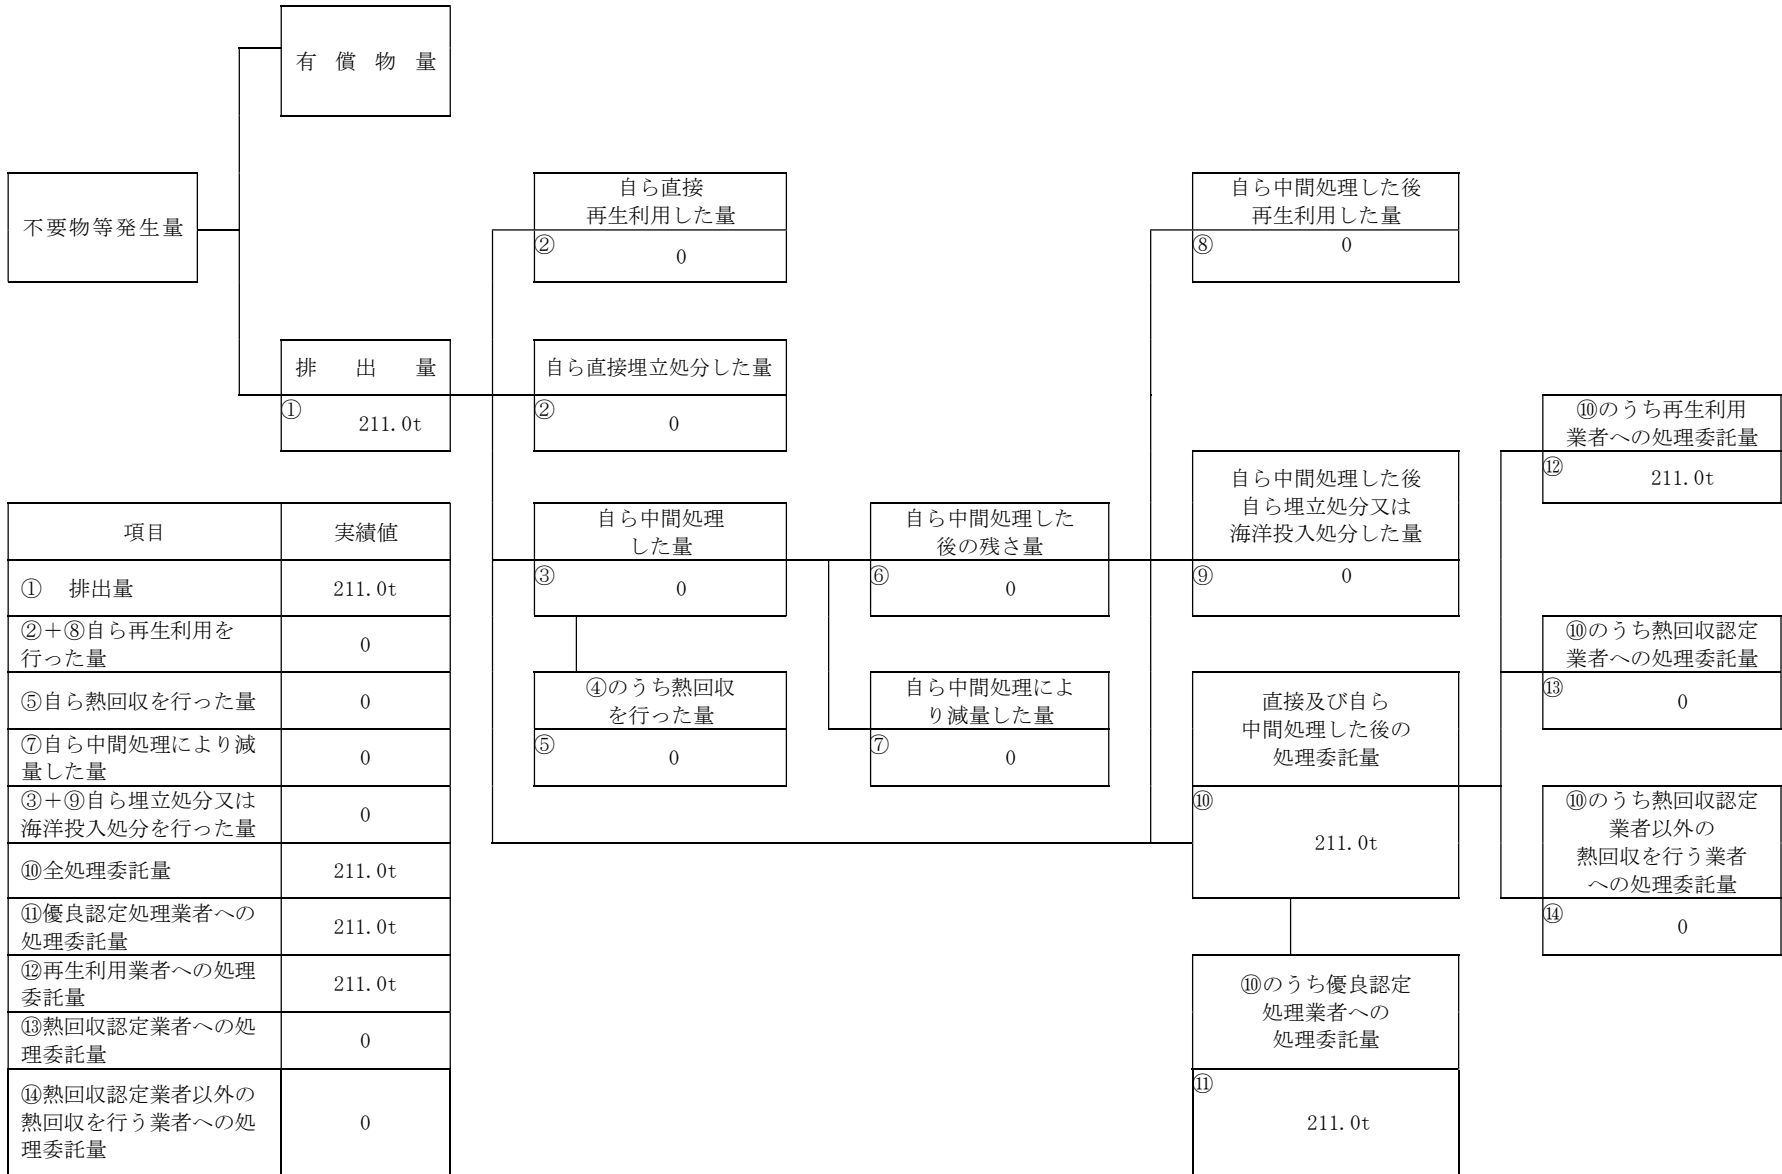 有 償 物 量
不要物等発生量
自ら直接
再生利用した量
②
0
自ら中間処理した後
再生利用した量
⑧
0
排 出 量
①
211.0t
自ら直接埋立処分した量
②
0
⑩のうち再生利用
業者への処理委託量
⑫
211.0t
自ら中間処理
した量
③
0
自ら中間処理した
後の残さ量
⑥
0
自ら中間処理した後
自ら埋立処分又は
海洋投入処分した量
⑨
0
⑩のうち熱回収認定
業者への処理委託量
⑬
0
④のうち熱回収
を行った量
⑤
0
自ら中間処理によ
り減量した量
⑦
0
直接及び自ら
中間処理した後の
処理委託量
⑩
211.0t
⑩のうち熱回収認定
業者以外の
熱回収を行う業者
への処理委託量
⑭
0
⑩のうち優良認定
処理業者への
処理委託量
⑪
211.0t
項目 実績値
① 排出量 211.0t
②＋⑧自ら再生利用を
行った量
0
⑤自ら熱回収を行った量 0
⑦自ら中間処理により減
量した量
0
③＋⑨自ら埋立処分又は
海洋投入処分を行った量
0
⑩全処理委託量 211.0t
⑪優良認定処理業者への
処理委託量
211.0t
⑫再生利用業者への処理
委託量
211.0t
⑬熱回収認定業者への処
理委託量
0
⑭熱回収認定業者以外の
熱回収を行う業者への処
理委託量
0